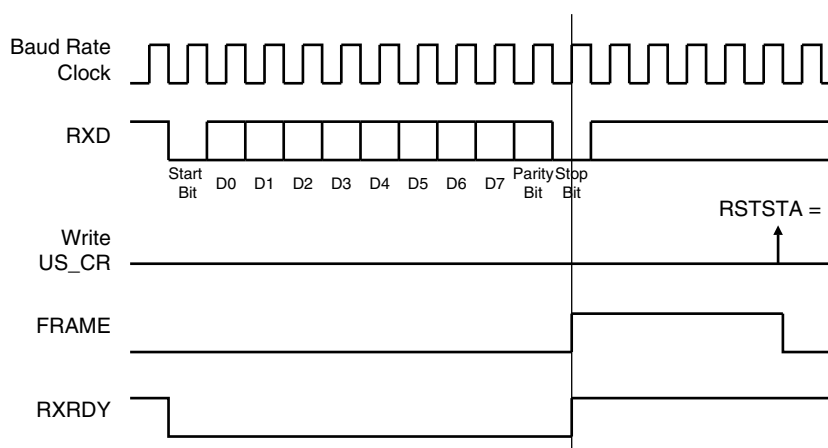 Baud Rate
Clock
RXD
Start
Bit
D0 D1 D2 D3 D4 D5 D6 D7
Parity
Bit
Stop
Bit
RSTSTA =
Write
US_CR
FRAME
RXRDY